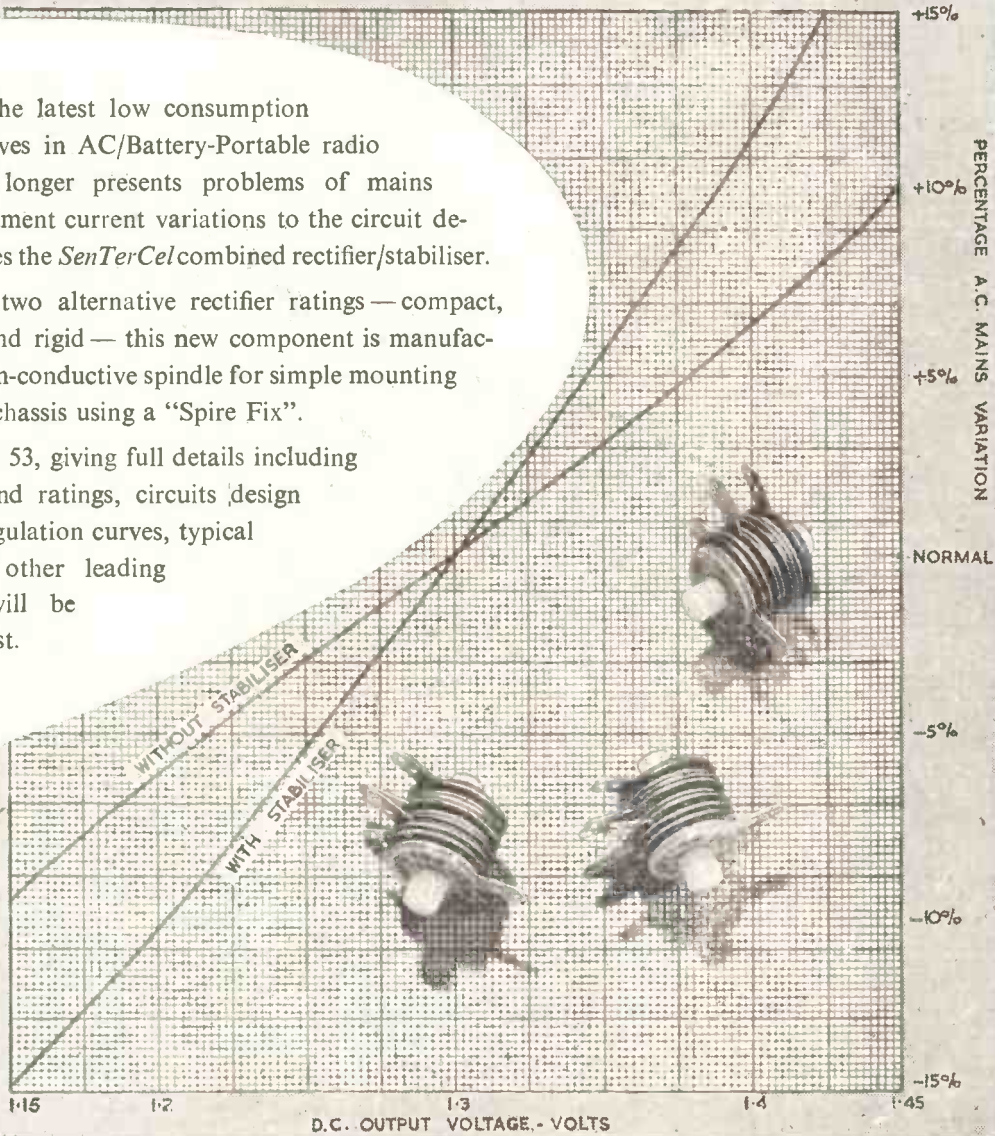 he latest low consumption
ves in AC/Battery-Portable radio
longer presents problems of mains
ment current variations to the circuit de-
es the SenTerCel combined rectifier/stabiliser.
two alternative rectifier ratings — compact,
nd rigid — this new component is manufac-
n-conductive spindle for simple mounting
chassis using a “Spire Fix”.
53, giving full details including
nd ratings, circuits design
gulation curves, typical
other leading
will be
st.
WITHOUT STABILISER
WITH STABILISER
+15%
+10%
+5%
NORMAL
-5%
-10%
-15%
PERCENTAGE A.C. MAINS VARIATION
1·15 1·2 1·3 1·4 1·45
D.C. OUTPUT VOLTAGE,- VOLTS